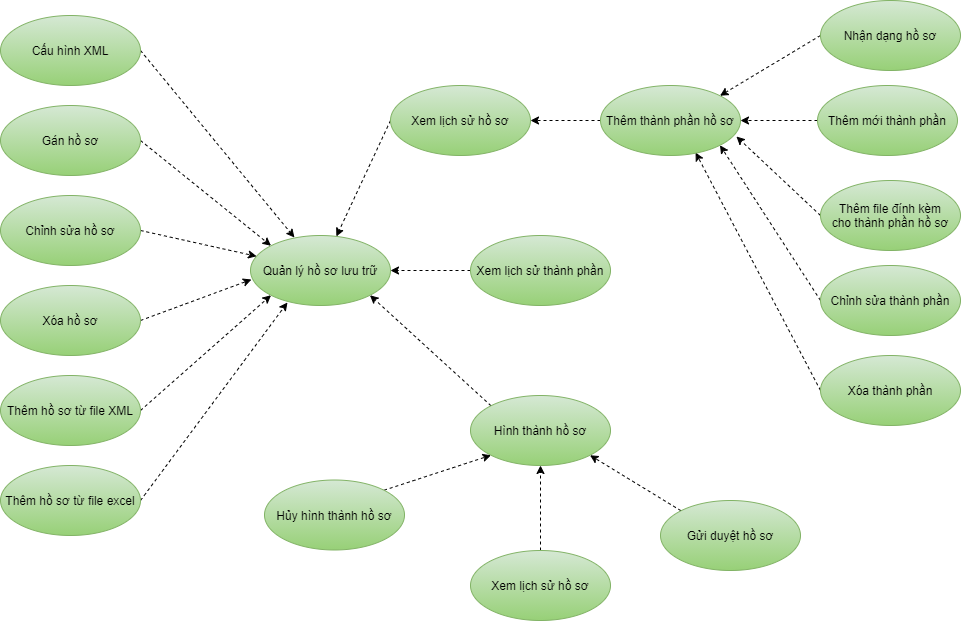 Cấu hình XML
Gán hồ sơ
Chỉnh sửa hồ sơ
Xóa hồ sơ
Thêm hồ sơ từ file XML
Thêm hồ sơ từ file excel
Xem lịch sử hồ sơ
Quản lý hồ sơ lưu trữ
Xem lịch sử thành phần
Hình thành hồ sơ
Hủy hình thành hồ sơ
Xem lịch sử hồ sơ
Gửi duyệt hồ sơ
Thêm thành phần hồ sơ
Nhận dạng hồ sơ
Thêm mới thành phần
Thêm file đính kèm
cho thành phần hồ sơ
Chỉnh sửa thành phần
Xóa thành phần